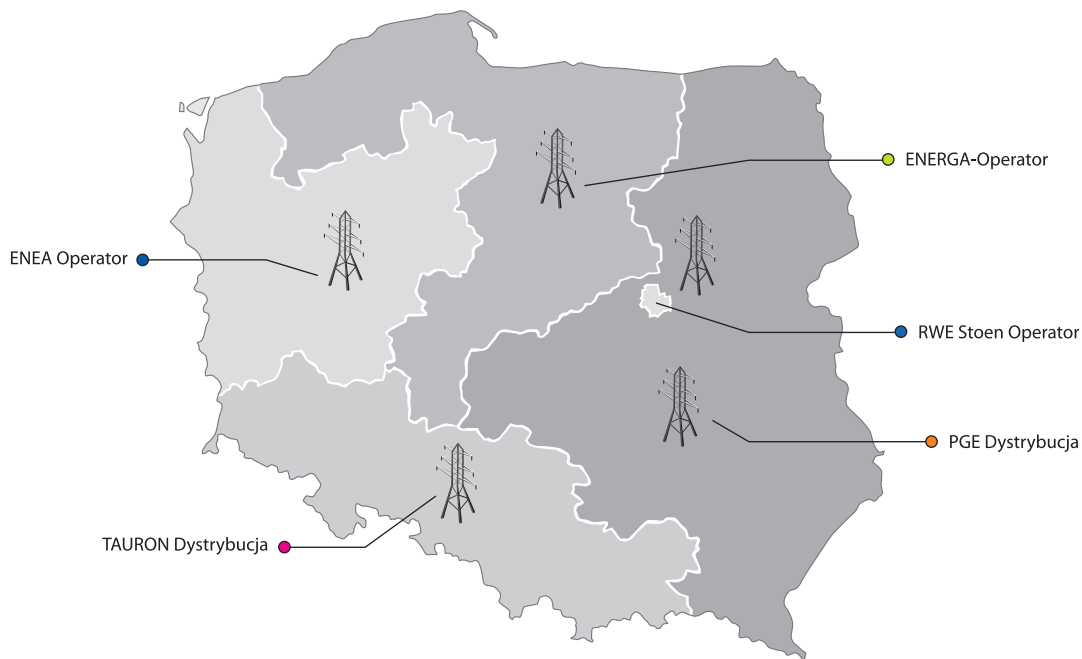 ENERGA-Operator
ENEA Operator
RWE Stoen Operator
PGE Dystrybucja
TAURON Dystrybucja